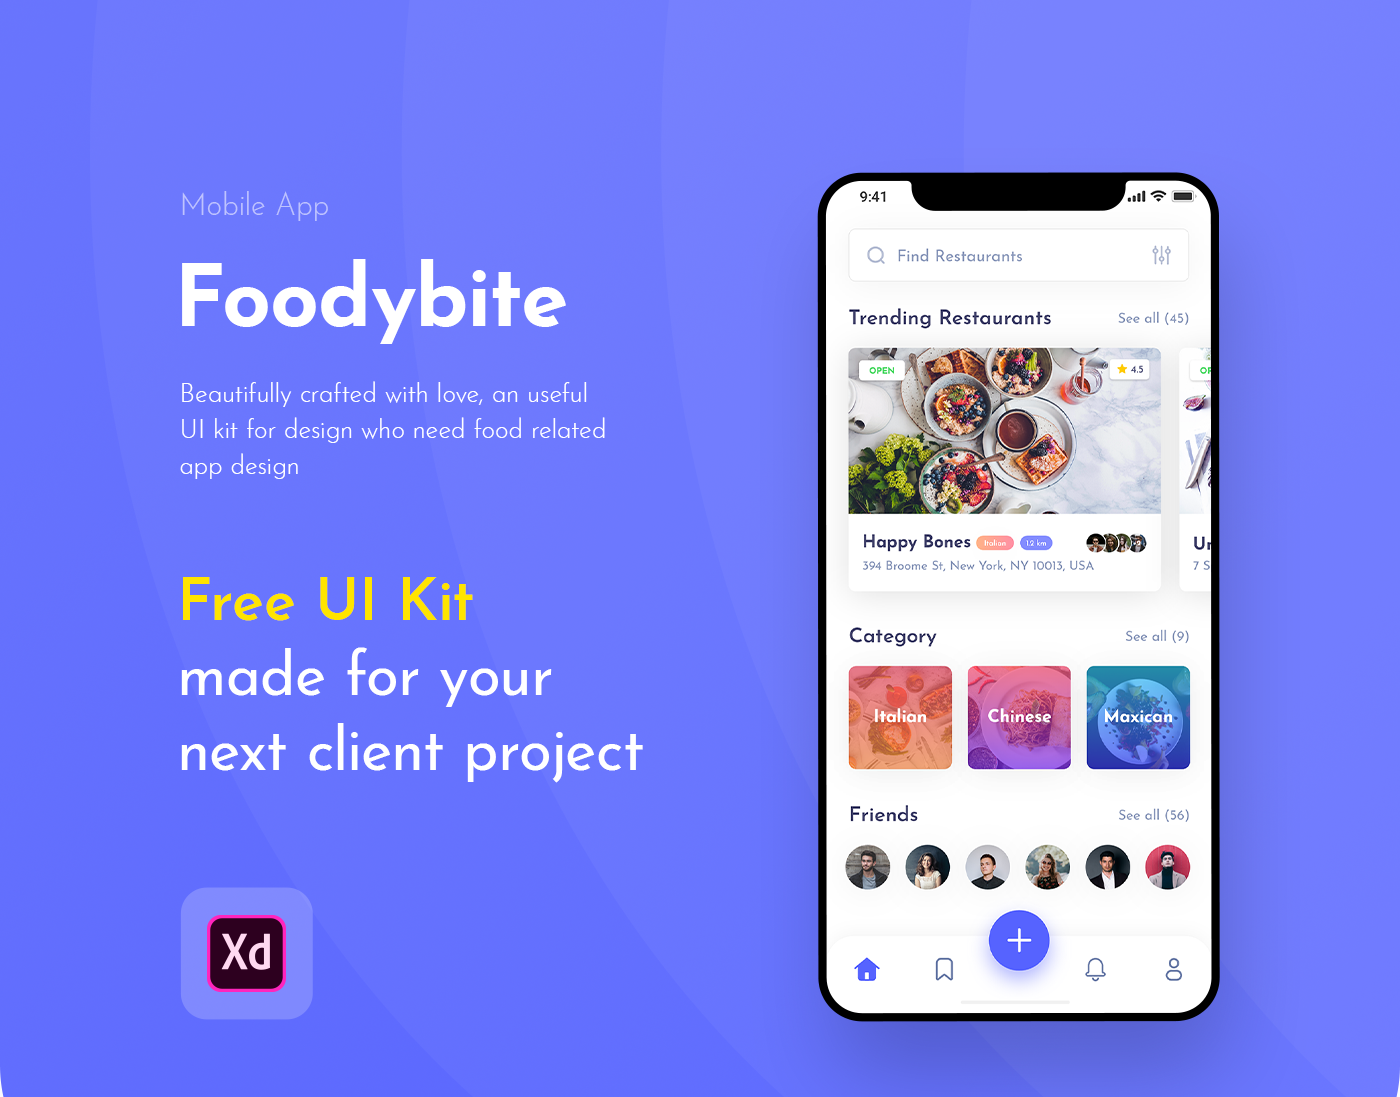 Mobile App
Foodybite
Beautifully crafted with love, an useful
UI kit for design who need food related
app design
Free UI Kit
made for your
next client project
Xd
9:41
Find Restaurants
Trending Restaurants
See all (45)
OPEN
4.5
Happy Bones
Italian
1.2 km
394 Broome St, New York, NY 10013, USA
Category
See all (9)
Italian
Chinese
Maxican
Friends
See all (56)